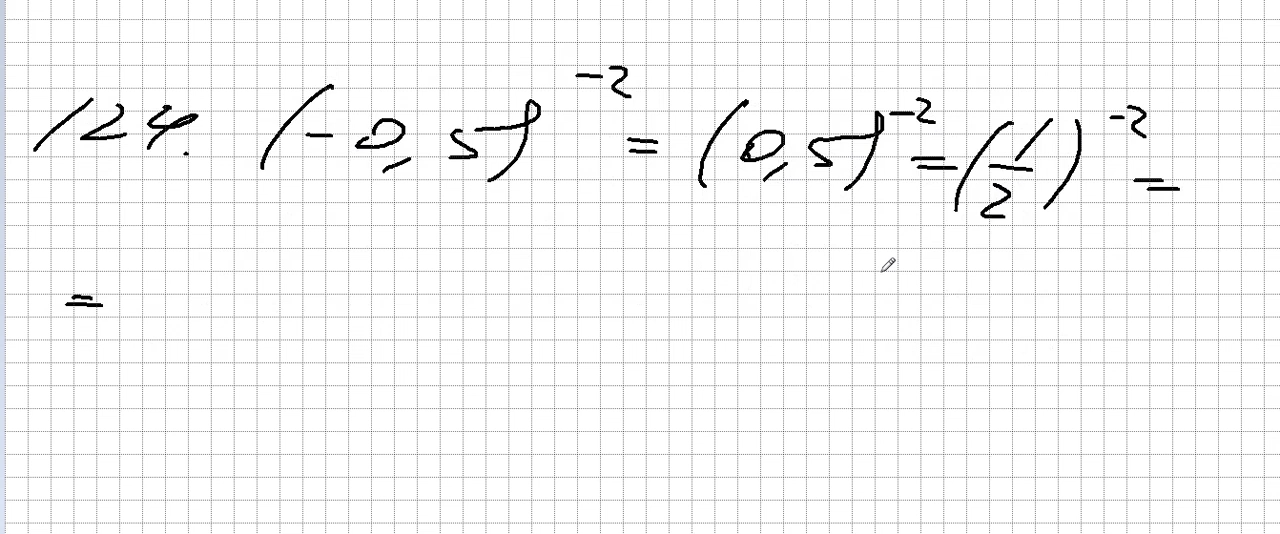 124. (-0,5)^{-2} = (0,5)^{-2} = (1/2)^{-2} =
=